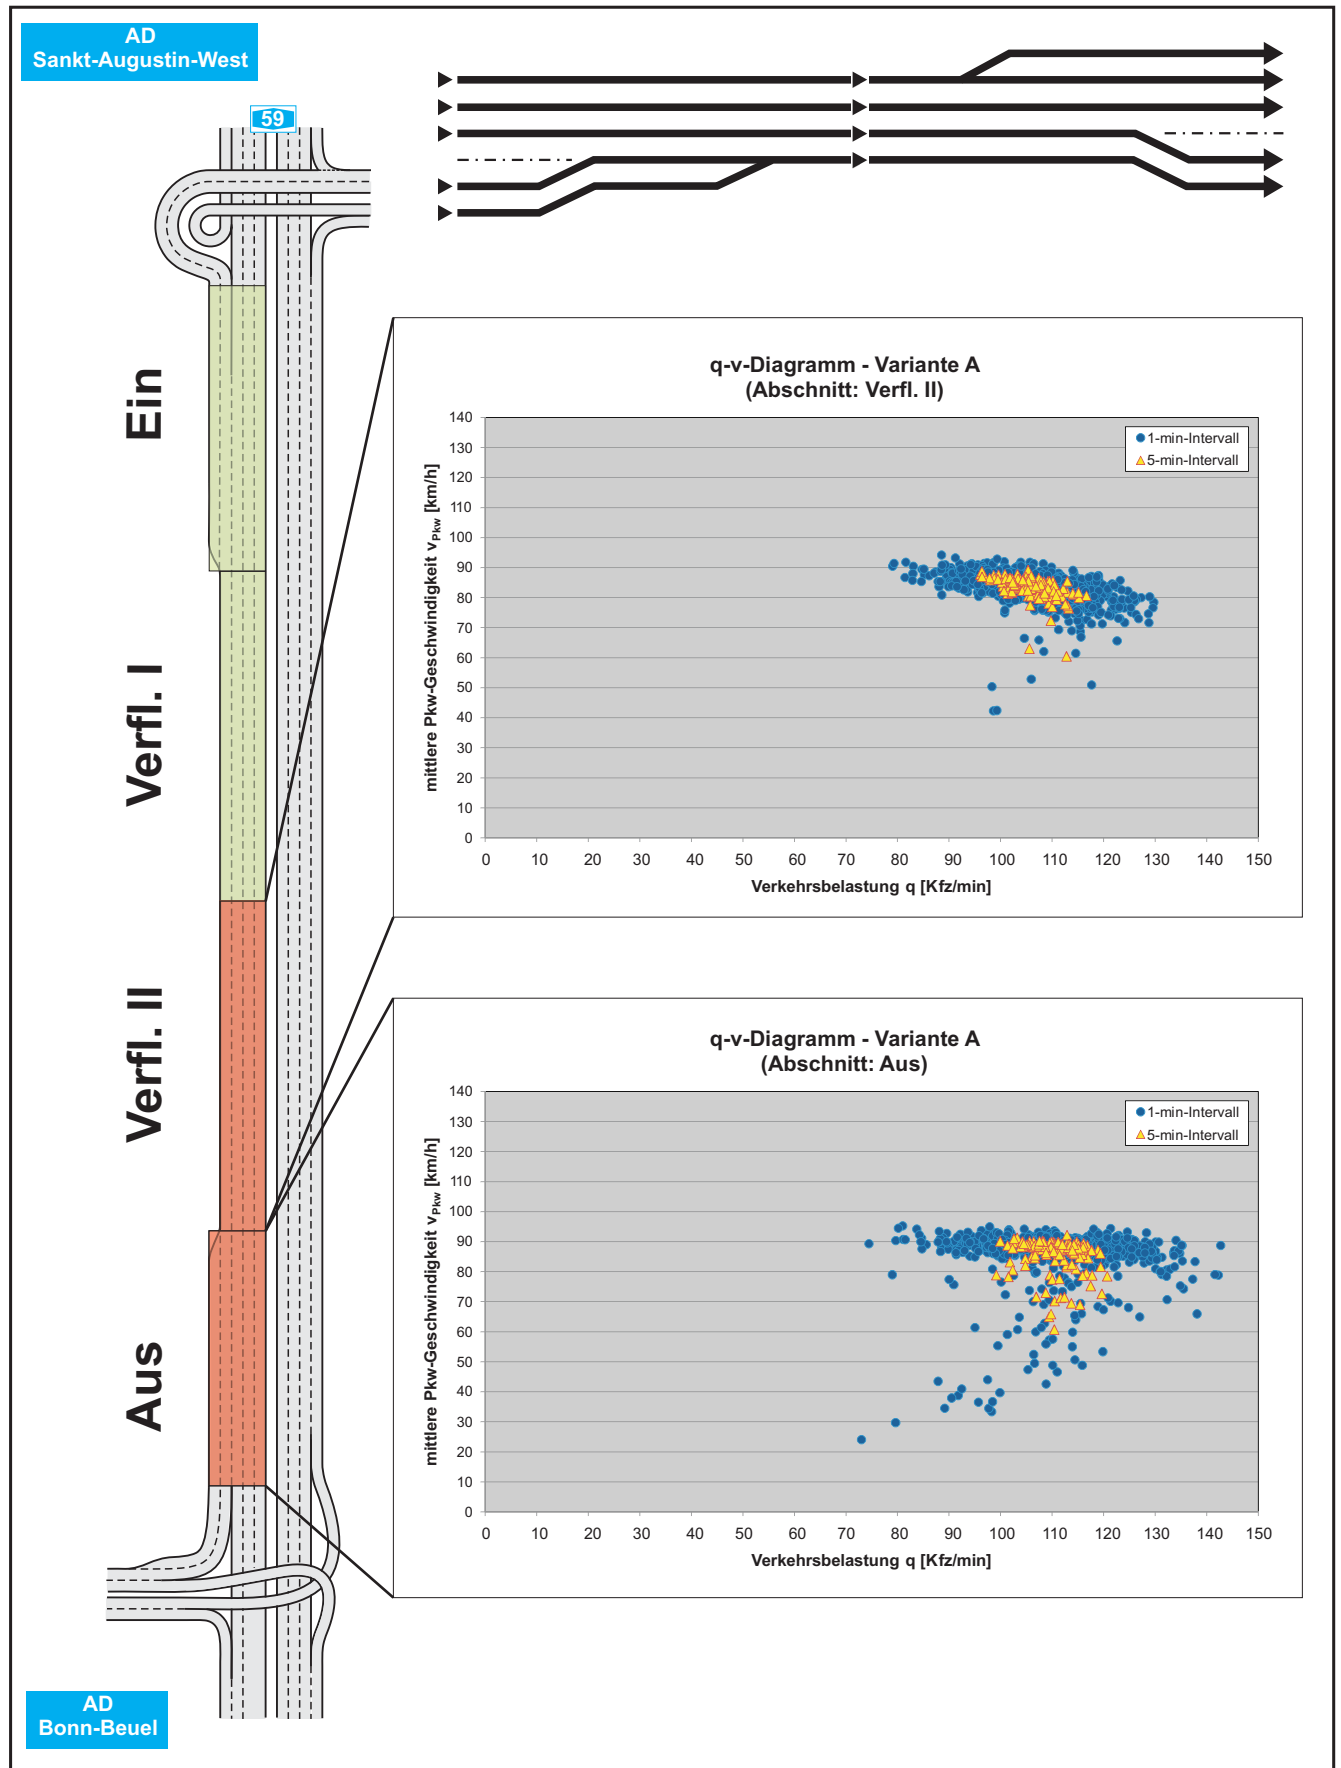 AD
Sankt-Augustin-West
59
Ein
Verfl. I
Verfl. II
Aus
AD
Bonn-Beuel
q-v-Diagramm - Variante A
(Abschnitt: Verfl. II)
mittlere Pkw-Geschwindigkeit vPkw [km/h]
140
130
120
110
100
90
80
70
60
50
40
30
20
10
0
1-min-Intervall
5-min-Intervall
0 10 20 30 40 50 60 70 80 90 100 110 120 130 140 150
Verkehrsbelastung q [Kfz/min]
q-v-Diagramm - Variante A
(Abschnitt: Aus)
mittlere Pkw-Geschwindigkeit vPkw [km/h]
140
130
120
110
100
90
80
70
60
50
40
30
20
10
0
1-min-Intervall
5-min-Intervall
0 10 20 30 40 50 60 70 80 90 100 110 120 130 140 150
Verkehrsbelastung q [Kfz/min]